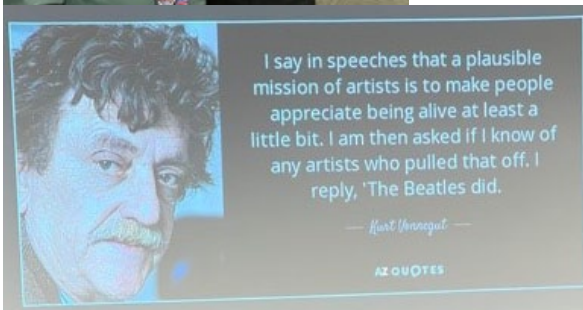 I say in speeches that a plausible
mission of artists is to make people
appreciate being alive at least a
little bit. I am then asked if I know of
any artists who pulled that off. I
reply, 'The Beatles did.
— Kurt Vonnegut —
AZ QUOTES